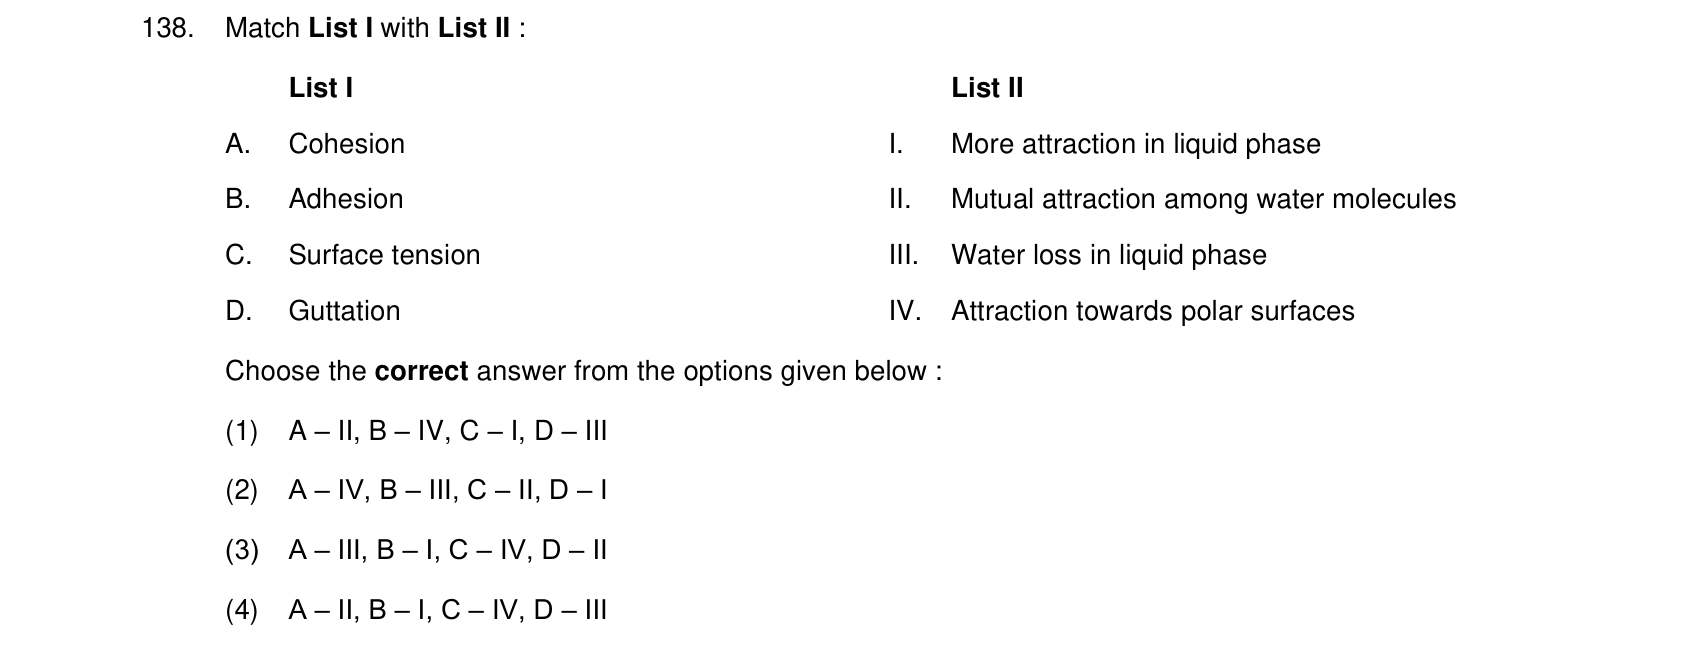 138. Match List I with List II :
List I List II
A. Cohesion I. More attraction in liquid phase
B. Adhesion II. Mutual attraction among water molecules
C. Surface tension III. Water loss in liquid phase
D. Guttation IV. Attraction towards polar surfaces
Choose the correct answer from the options given below :
(1) A – II, B – IV, C – I, D – III
(2) A – IV, B – III, C – II, D – I
(3) A – III, B – I, C – IV, D – II
(4) A – II, B – I, C – IV, D – III